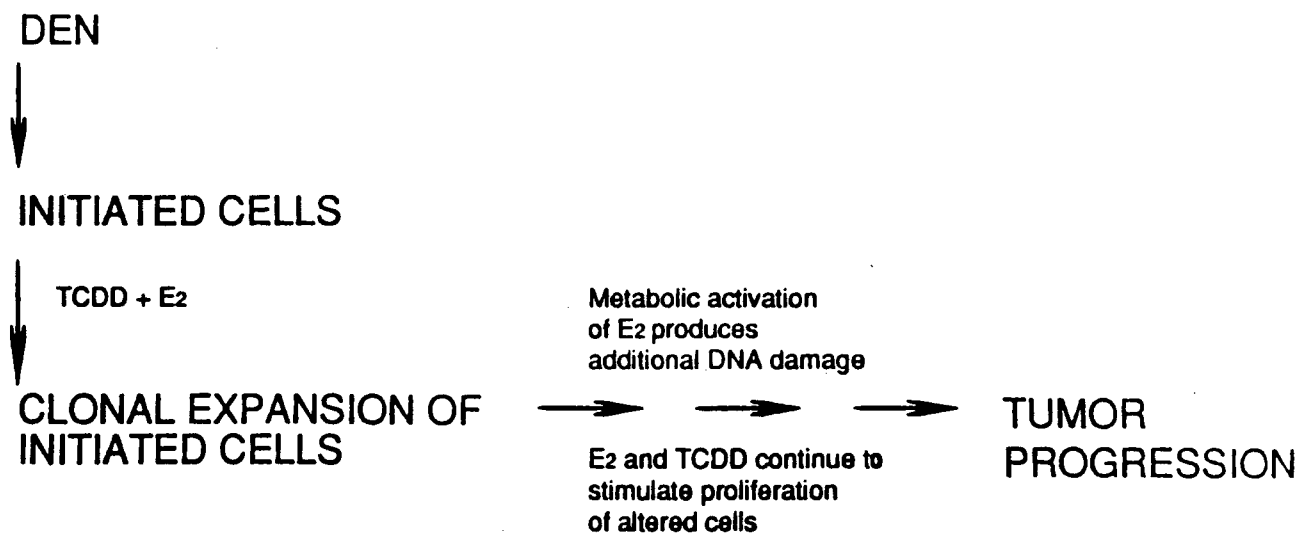 DEN
INITIATED CELLS
TCDD + E2
Metabolic activation
of E2 produces
additional DNA damage
CLONAL EXPANSION OF
INITIATED CELLS
E2 and TCDD continue to
stimulate proliferation
of altered cells
TUMOR
PROGRESSION